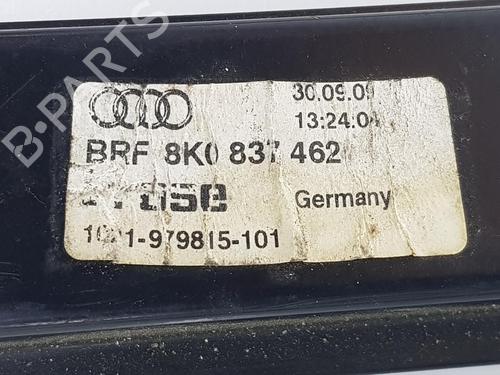 B-PARTS
30.09.09
13:24.04
BRF 8K0 837 462
Germany
979815-101